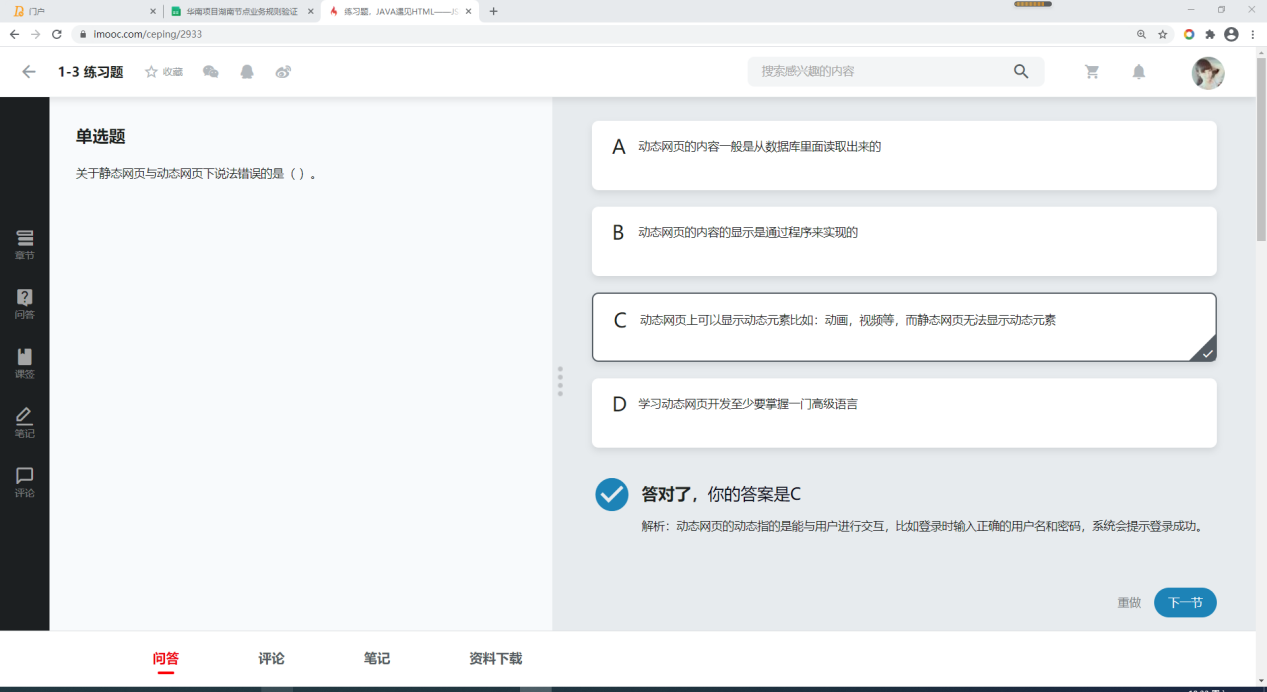 门户
华南项目湖南节点业务规则验证
练习题，JAVA遇见HTML——JS
imooc.com/ceping/2933
1-3 练习题
收藏
搜索感兴趣的内容
章节
问答
课签
笔记
评论
单选题
关于静态网页与动态网页下说法错误的是（ ）。
A 动态网页的内容一般是从数据库里面读取出来的
B 动态网页的内容的显示是通过程序来实现的
C 动态网页上可以显示动态元素比如：动画，视频等，而静态网页无法显示动态元素
D 学习动态网页开发至少要掌握一门高级语言
答对了，你的答案是C
解析：动态网页的动态指的是能与用户进行交互，比如登录时输入正确的用户名和密码，系统会提示登录成功。
重做
下一节
问答
评论
笔记
资料下载